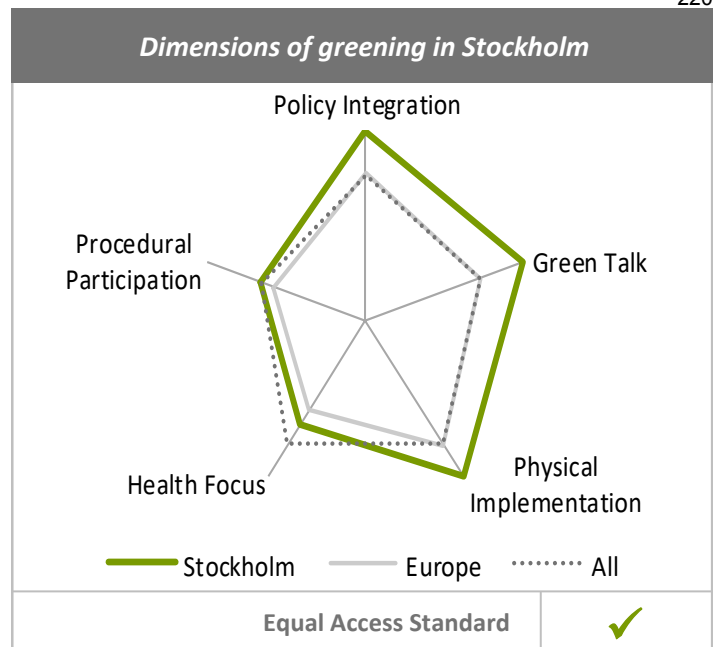 Dimensions of greening in Stockholm
Policy Integration
Procedural
Participation
Green Talk
Health Focus
Physical
Implementation
Stockholm
Europe
All
Equal Access Standard